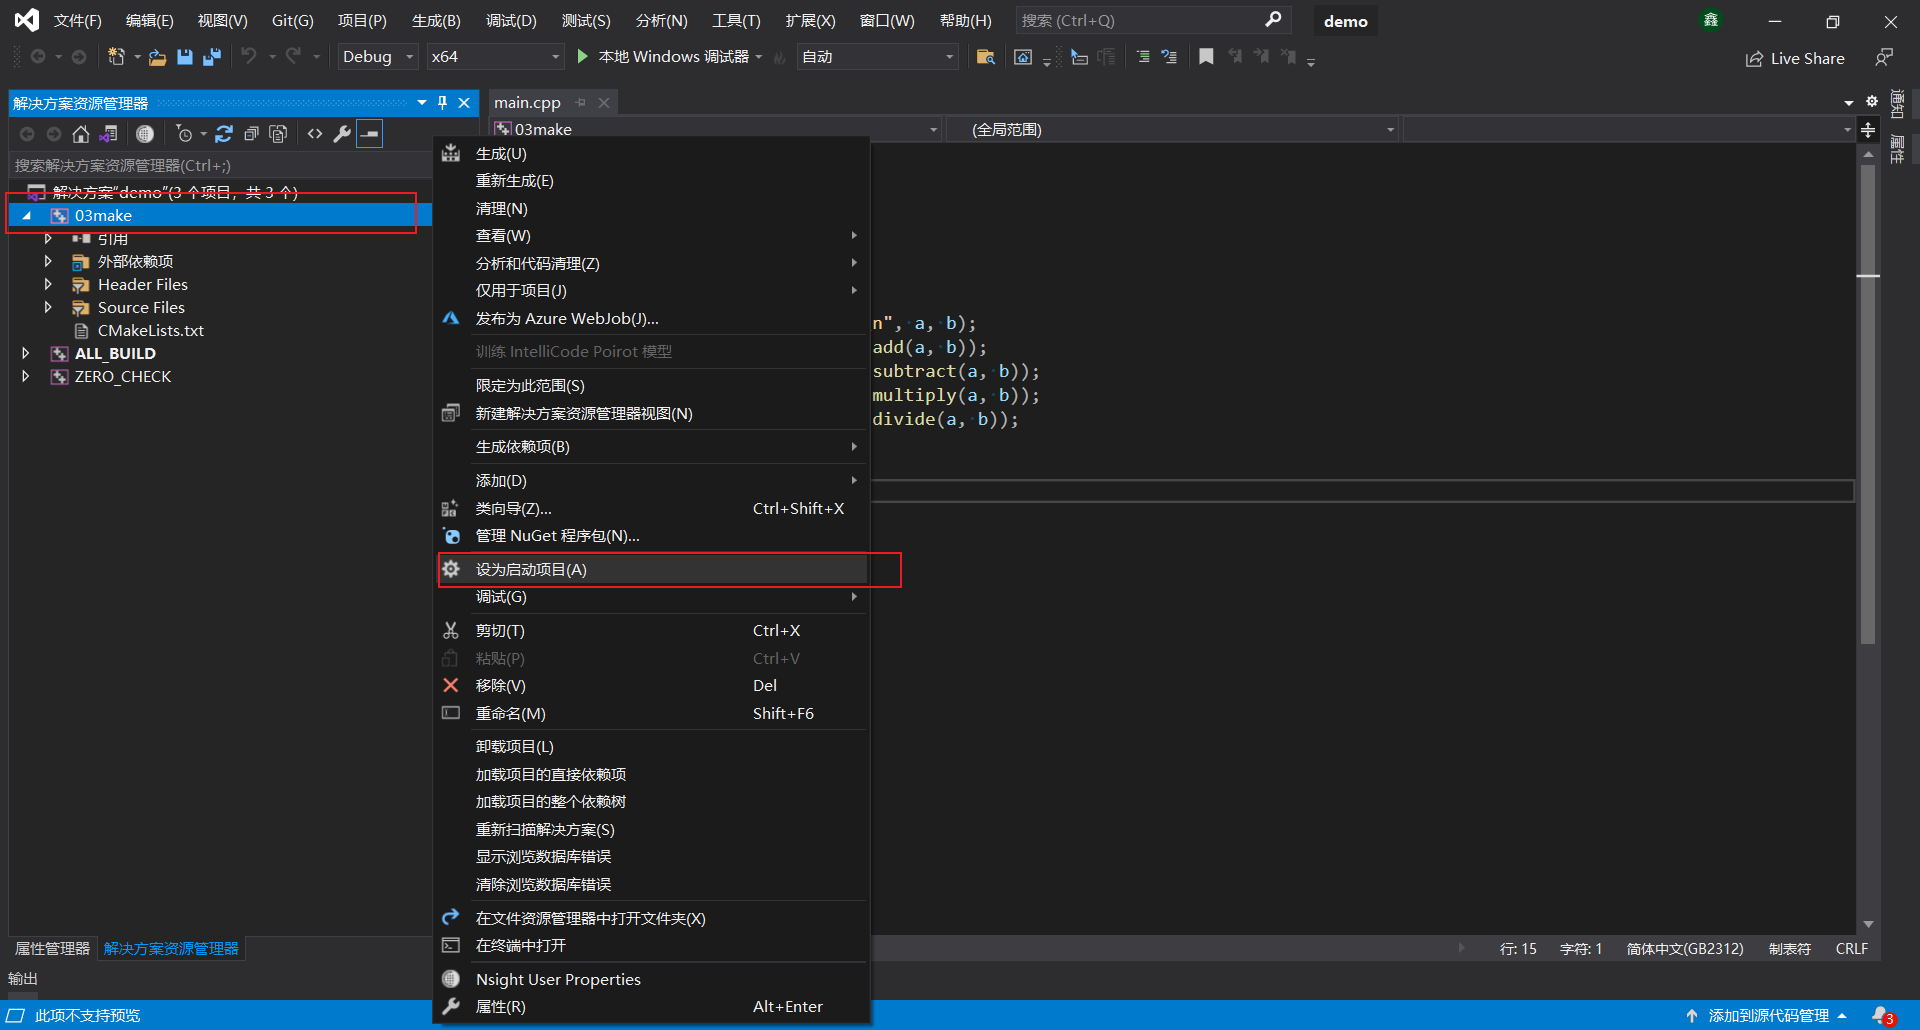 文件(F) 编辑(E) 视图(V) Git(G) 项目(P) 生成(B) 调试(D) 测试(S) 分析(N) 工具(T) 扩展(X) 窗口(W) 帮助(H) 搜索 (Ctrl+Q) demo 鑫
Debug x64 本地 Windows 调试器 自动 Live Share
解决方案资源管理器
搜索解决方案资源管理器(Ctrl+;)
解决方案"demo"(3 个项目，共 3 个)
03make
引用
外部依赖项
Header Files
Source Files
CMakeLists.txt
ALL_BUILD
ZERO_CHECK
main.cpp
03make (全局范围)
生成(U)
重新生成(E)
清理(N)
查看(W)
分析和代码清理(Z)
仅用于项目(J)
发布为 Azure WebJob(J)...
训练 IntelliCode Poirot 模型
限定为此范围(S)
新建解决方案资源管理器视图(N)
生成依赖项(B)
添加(D)
类向导(Z)... Ctrl+Shift+X
管理 NuGet 程序包(N)...
设为启动项目(A)
调试(G)
剪切(T) Ctrl+X
粘贴(P) Ctrl+V
移除(V) Del
重命名(M) Shift+F6
卸载项目(L)
加载项目的直接依赖项
加载项目的整个依赖树
重新扫描解决方案(S)
显示浏览数据库错误
清除浏览数据库错误
在文件资源管理器中打开文件夹(X)
在终端中打开
Nsight User Properties
属性(R) Alt+Enter
n", a, b);
add(a, b));
subtract(a, b));
multiply(a, b));
divide(a, b));
通知
属性
属性管理器 解决方案资源管理器
行: 15 字符: 1 简体中文(GB2312) 制表符 CRLF
输出
此项不支持预览 添加到源代码管理 3